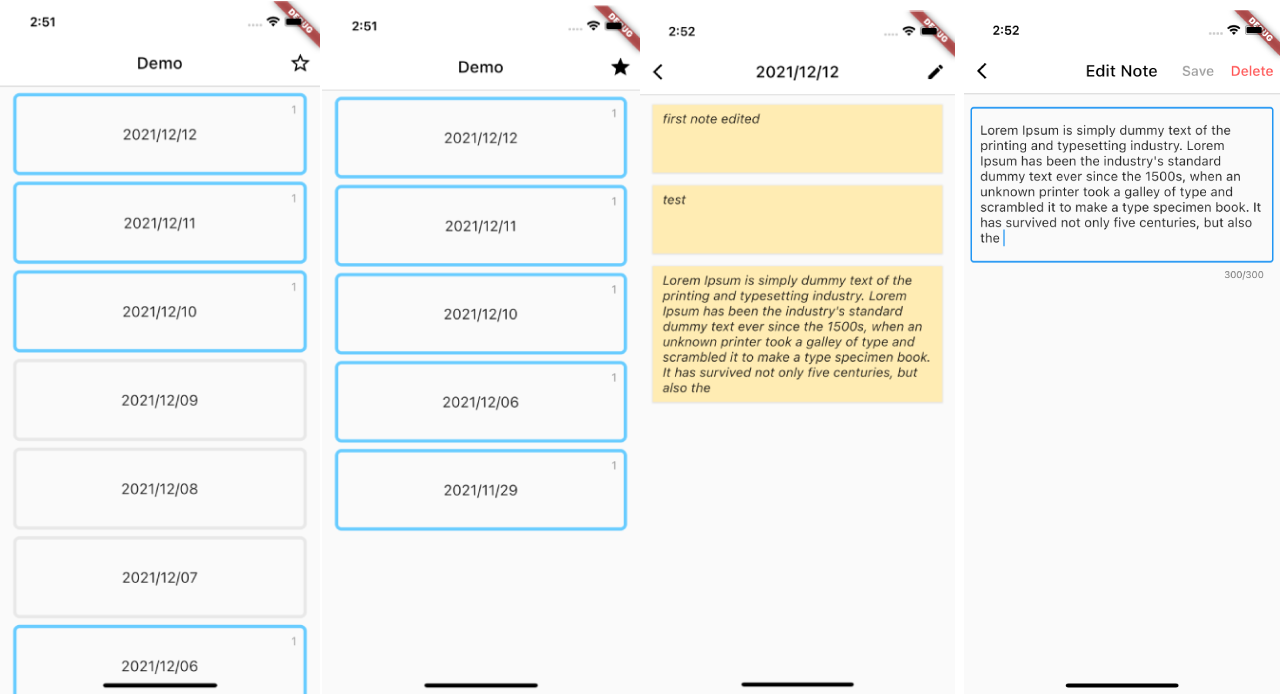 2:51
DEBUG
Demo
1
2021/12/12
1
2021/12/11
1
2021/12/10
2021/12/09
2021/12/08
2021/12/07
1
2021/12/06
2:51
DEBUG
Demo
1
2021/12/12
1
2021/12/11
1
2021/12/10
1
2021/12/06
1
2021/11/29
2:52
DEBUG
2021/12/12
first note edited
test
Lorem Ipsum is simply dummy text of the
printing and typesetting industry. Lorem
Ipsum has been the industry's standard
dummy text ever since the 1500s, when an
unknown printer took a galley of type and
scrambled it to make a type specimen book.
It has survived not only five centuries, but
also the
2:52
DEBUG
Edit Note Save Delete
Lorem Ipsum is simply dummy text of the
printing and typesetting industry. Lorem
Ipsum has been the industry's standard
dummy text ever since the 1500s, when an
unknown printer took a galley of type and
scrambled it to make a type specimen book. It
has survived not only five centuries, but also
the
300/300